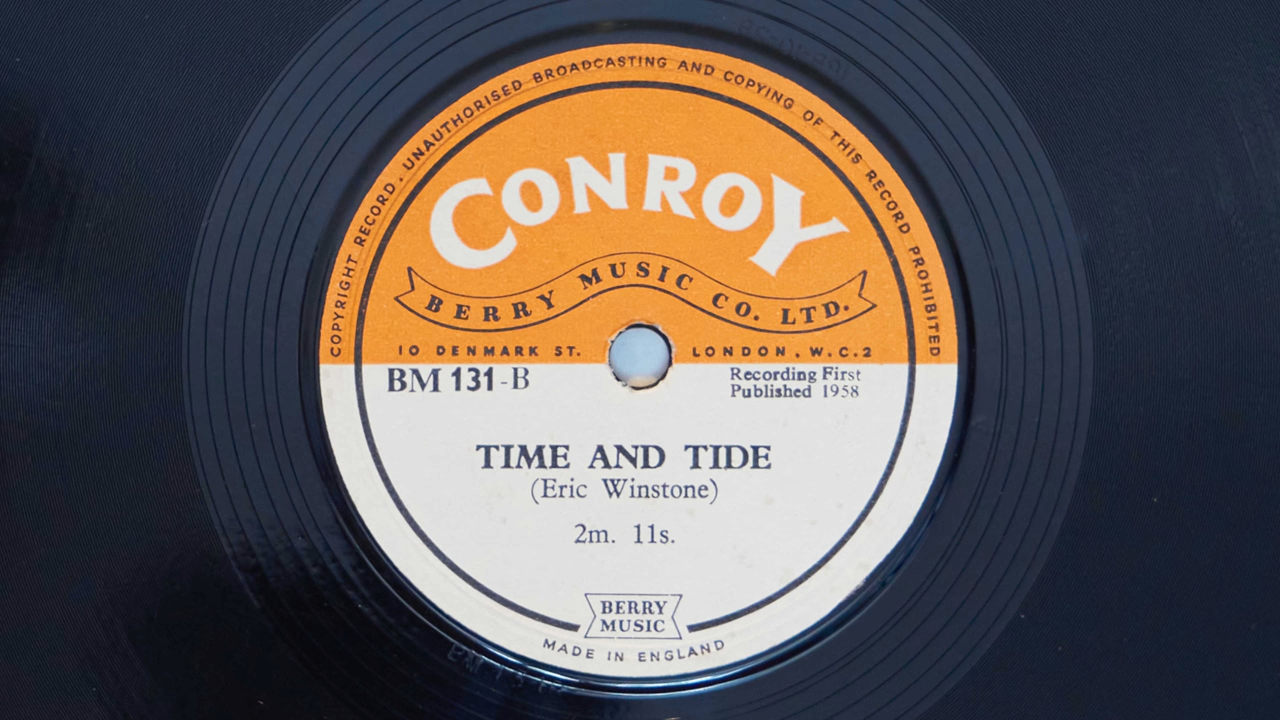 COPYRIGHT RECORD. UNAUTHORISED BROADCASTING AND COPYING OF THIS RECORD PROHIBITED
CONROY
BERRY MUSIC CO. LTD.
10 DENMARK ST. LONDON. W.C.2
BM 131-B
Recording First
Published 1958
TIME AND TIDE
(Eric Winstone)
2m. 11s.
BERRY
MUSIC
MADE IN ENGLAND